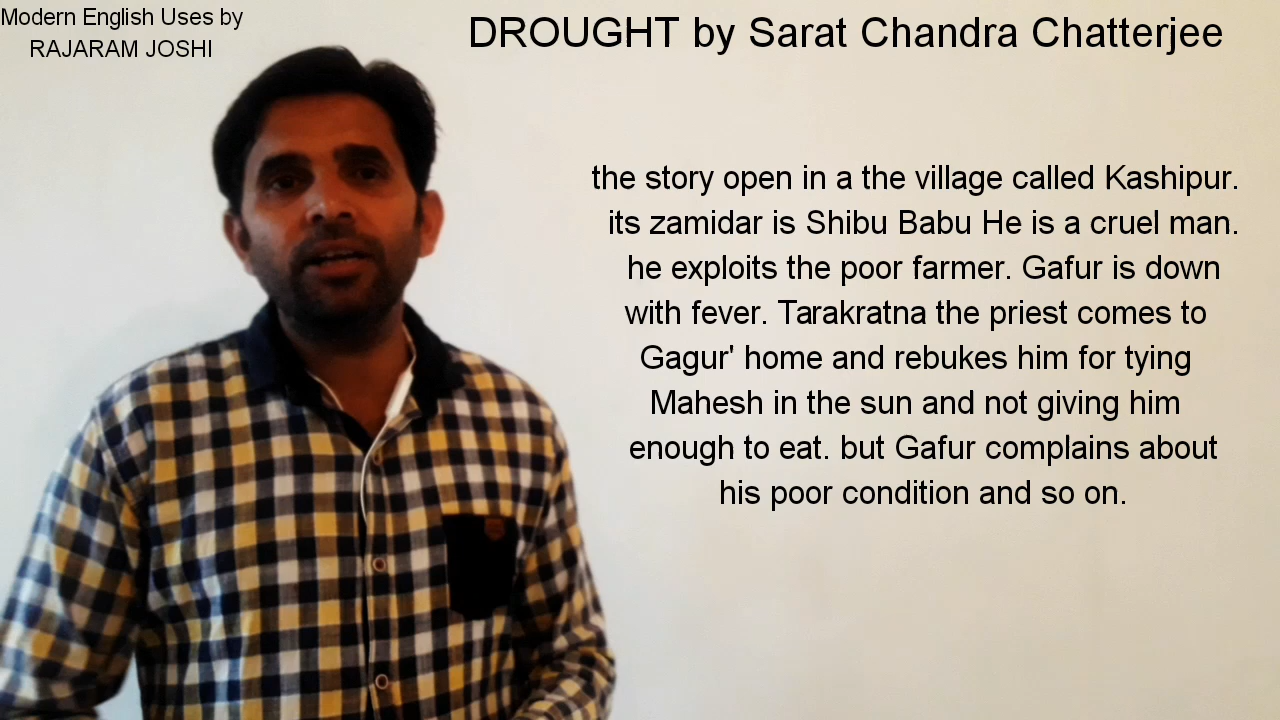 Modern English Uses by
RAJARAM JOSHI
DROUGHT by Sarat Chandra Chatterjee
the story open in a the village called Kashipur.
its zamidar is Shibu Babu He is a cruel man.
he exploits the poor farmer. Gafur is down
with fever. Tarakratna the priest comes to
Gagur' home and rebukes him for tying
Mahesh in the sun and not giving him
enough to eat. but Gafur complains about
his poor condition and so on.